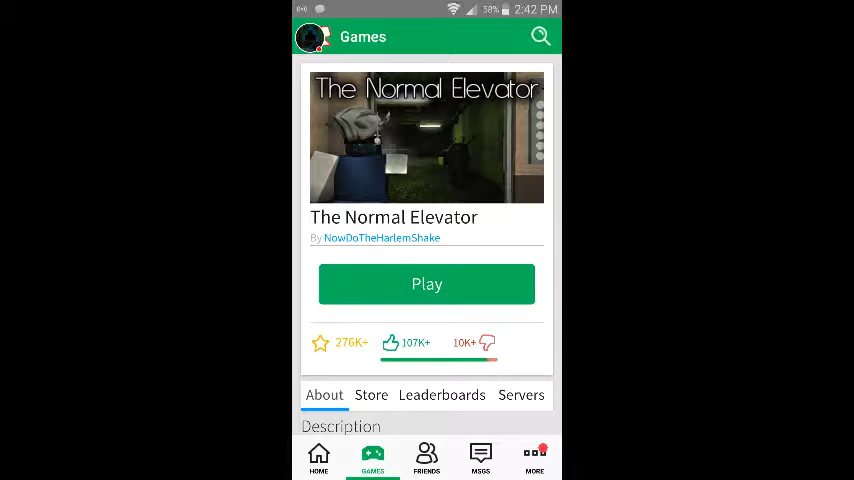 58% 2:42 PM
Games
The Normal Elevator
The Normal Elevator
By NowDoTheHarlemShake
Play
276K+ 107K+ 10K+
About Store Leaderboards Servers
Description
HOME GAMES FRIENDS MSGS MORE